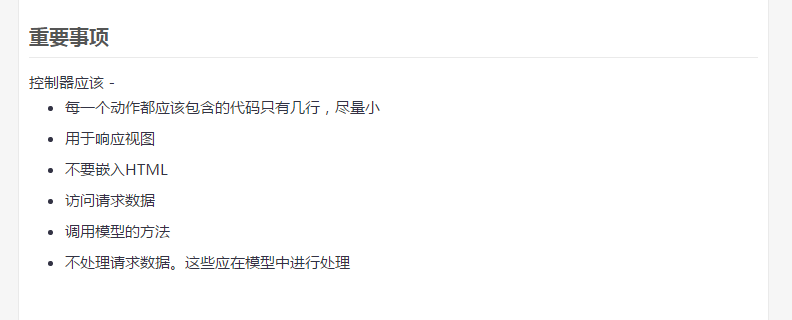 重要事项
控制器应该 -
每一个动作都应该包含的代码只有几行，尽量小
用于响应视图
不要嵌入HTML
访问请求数据
调用模型的方法
不处理请求数据。这些应在模型中进行处理